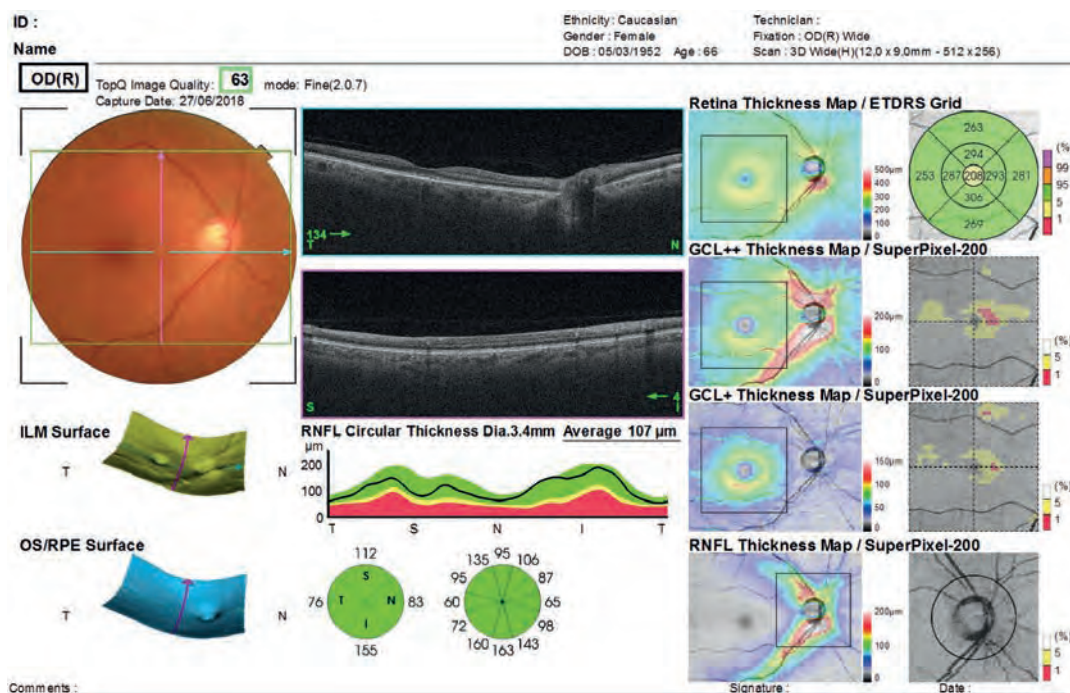 ID :
Name
Ethnicity : Caucasian
Gender : Female
DOB : 05/03/1952 Age : 66
Technician :
Fixation : OD(R) Wide
Scan : 3D Wide(H)(12.0 x 9.0mm - 512 x 256)
OD(R)
TopQ Image Quality: 63 mode: Fine(2.0.7)
Capture Date: 27/06/2018
134
T
N
S
4
I
Retina Thickness Map / ETDRS Grid
500μm
400
300
200
100
0
263
294
253 287 208 293 281
306
269
(%)
99
95
5
1
GCL++ Thickness Map / SuperPixel-200
200μm
100
0
(%)
5
1
GCL+ Thickness Map / SuperPixel-200
150μm
100
50
0
(%)
5
1
RNFL Thickness Map / SuperPixel-200
200μm
100
0
(%)
5
1
ILM Surface
T
N
OS/RPE Surface
T
N
RNFL Circular Thickness Dia.3.4mm Average 107 μm
μm
200
100
0
T S N I T
112
S
76 T N 83
I
155
95
135 106
95 87
60 65
72 98
160 143
163
Comments :
Signature :
Date :